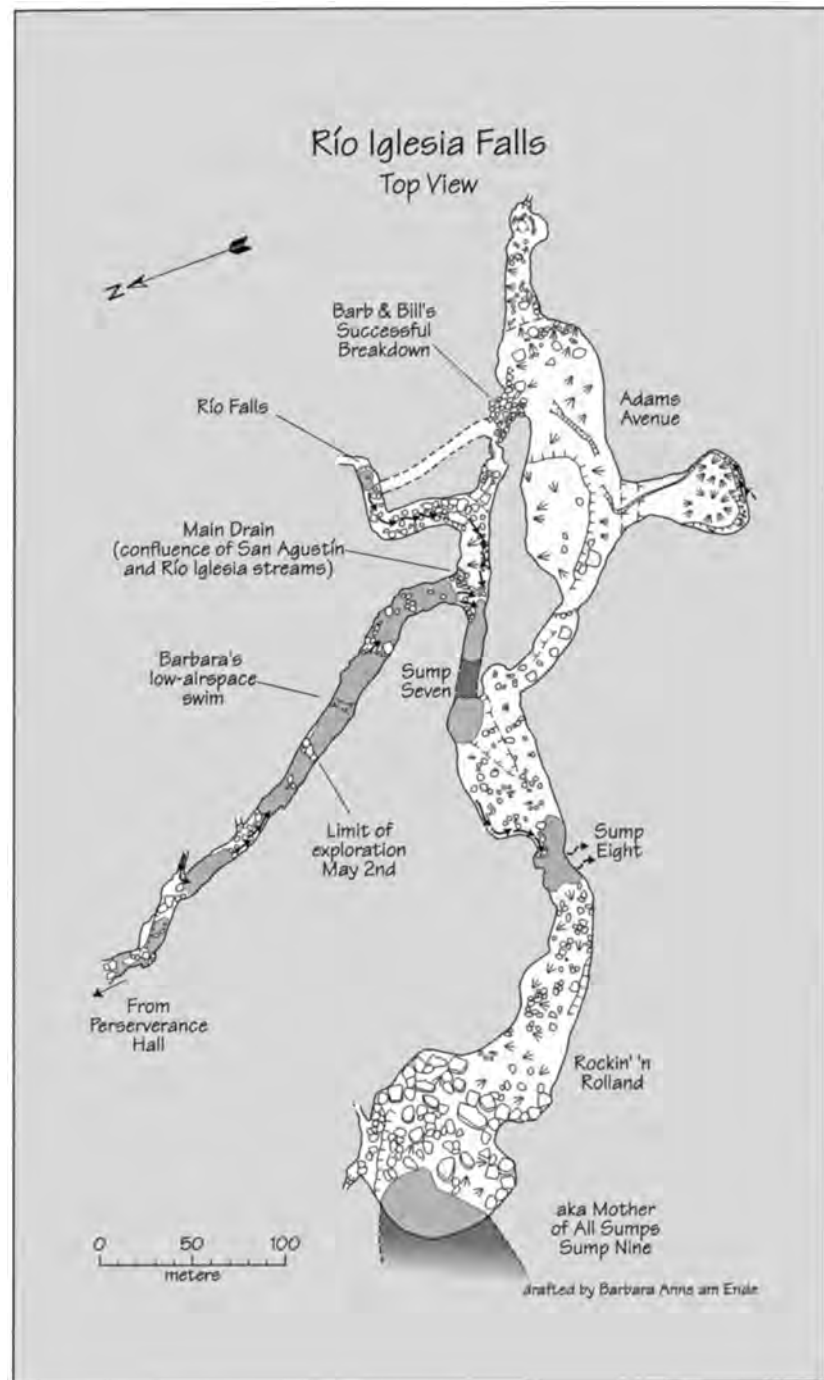 Río Iglesia Falls
Top View
N
Barb & Bill's
Successful
Breakdown
Adams
Avenue
Río Falls
Main Drain
(confluence of San Agustín
and Río Iglesia streams)
Barbara's
low-airspace
swim
Sump
Seven
Limit of
exploration
May 2nd
Sump
Eight
From
Perserverance
Hall
Rockin' 'n
Rolland
0 50 100
meters
aka Mother
of All Sumps
Sump Nine
drafted by Barbara Anne am Ende